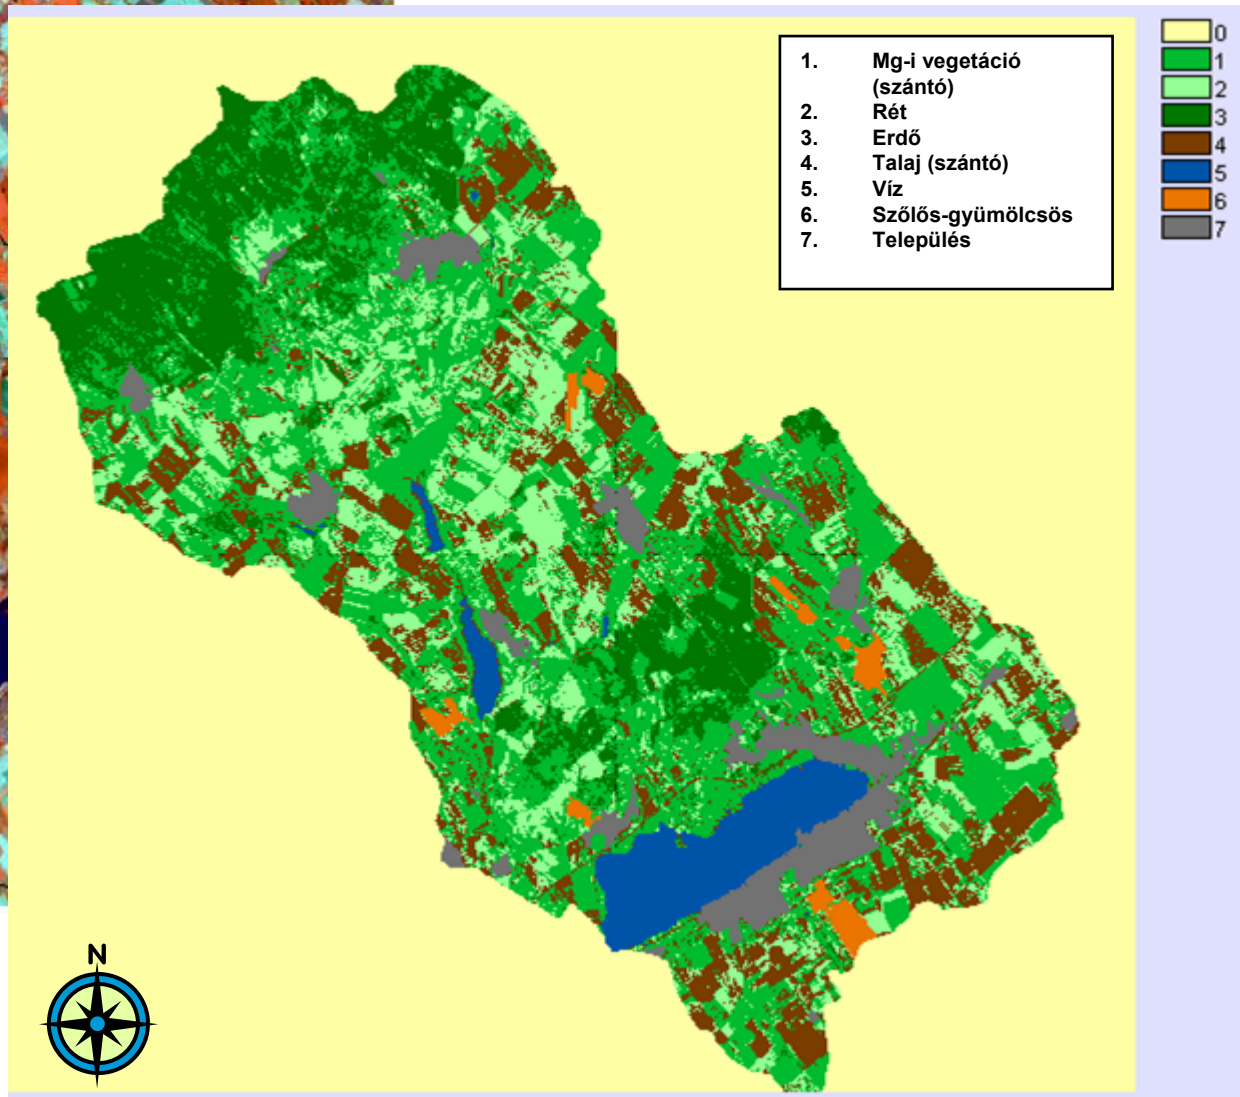 1. Mg-i vegetáció
(szántó)
2. Rét
3. Erdő
4. Talaj (szántó)
5. Víz
6. Szőlős-gyümölcsös
7. Település
0
1
2
3
4
5
6
7
N